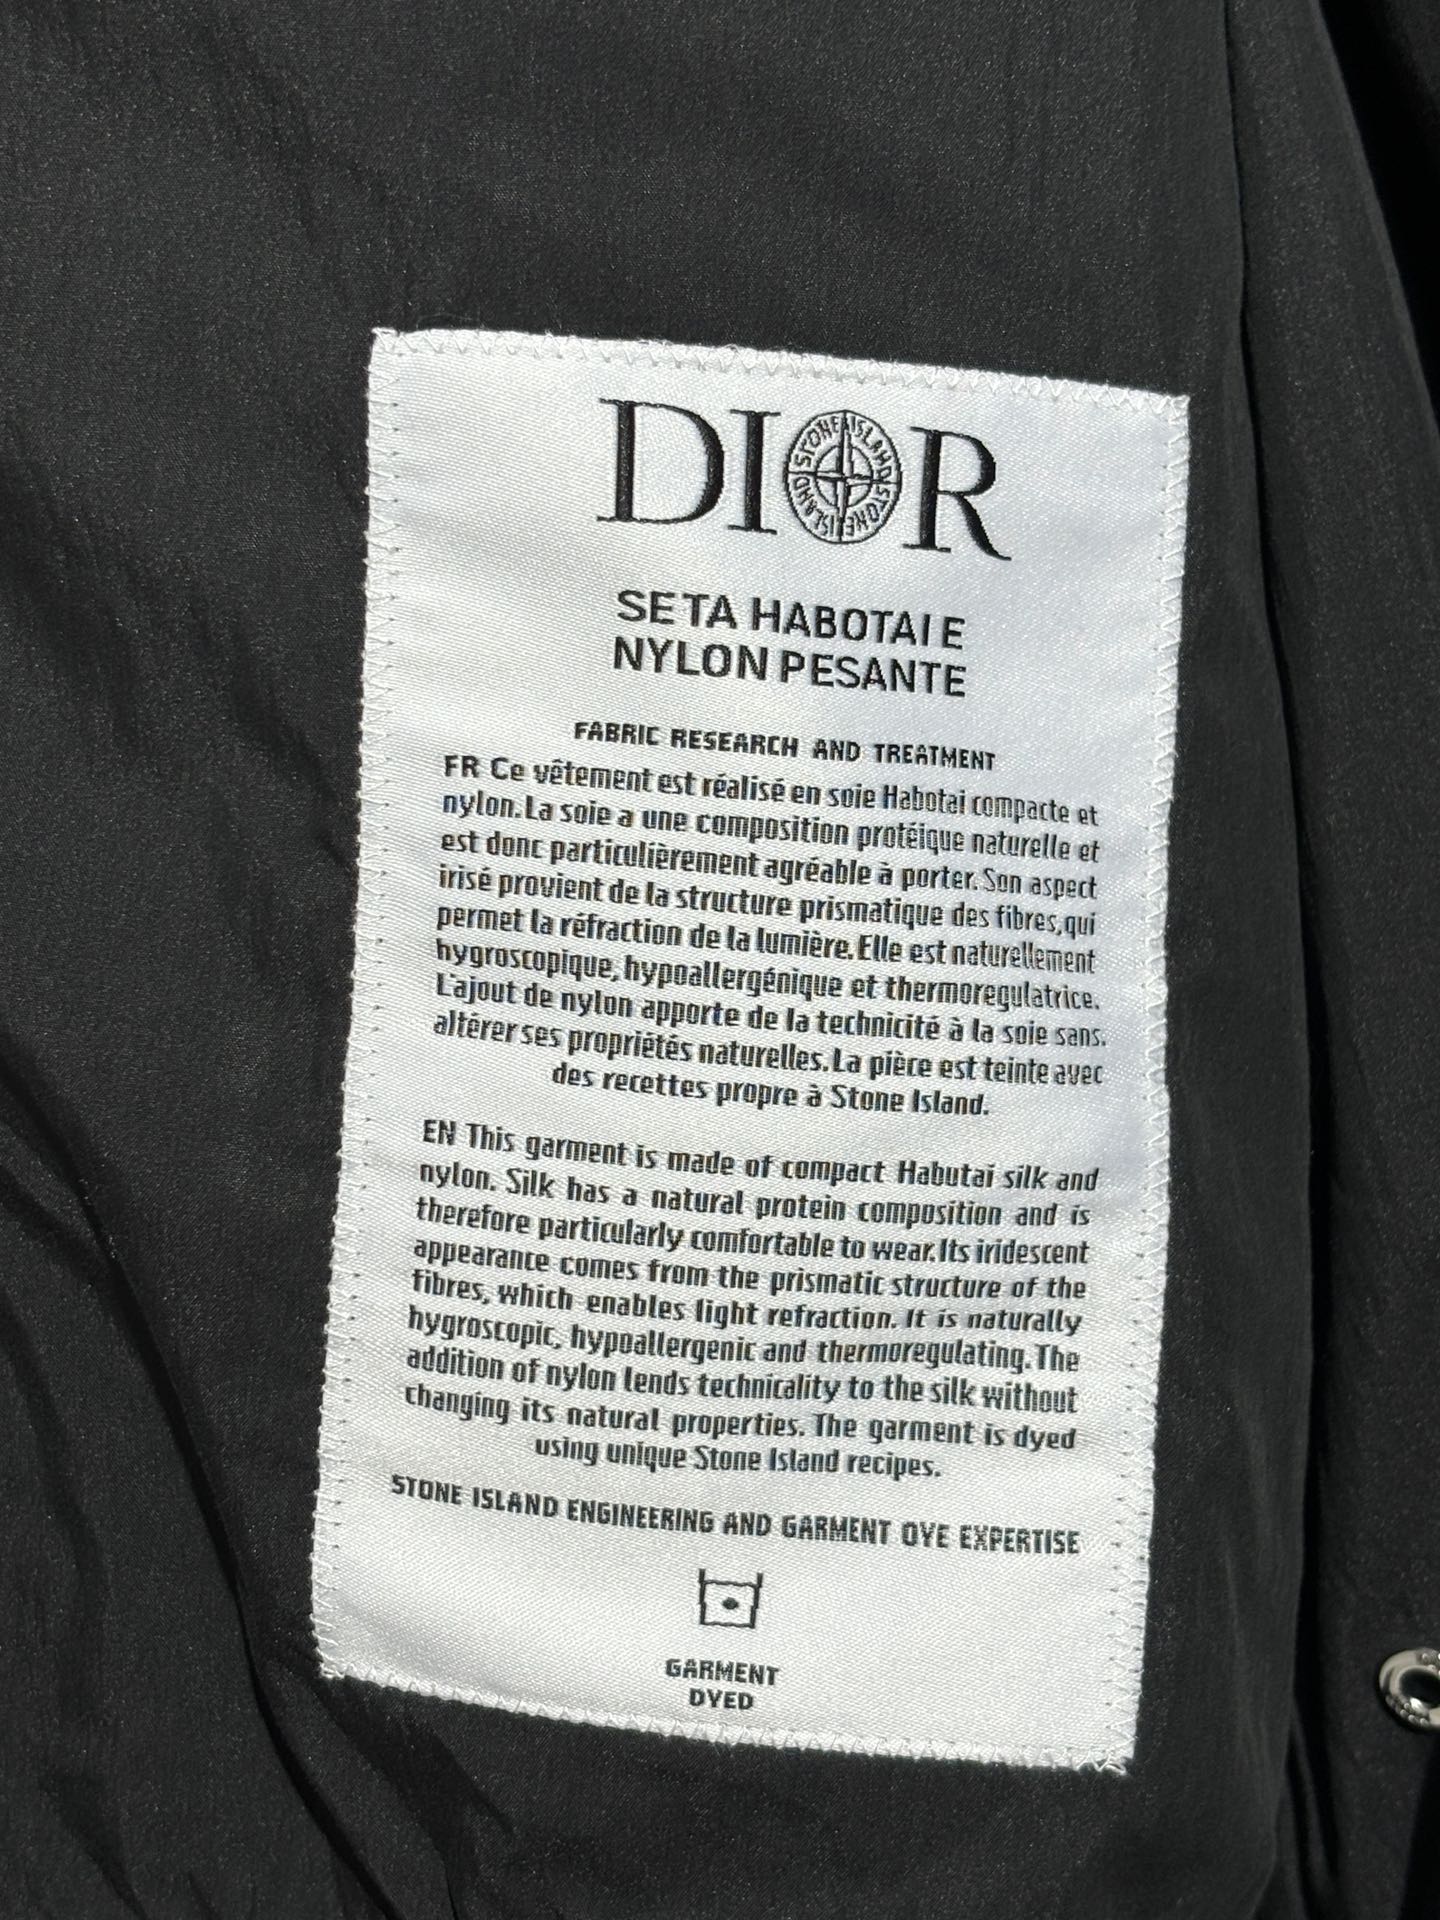 DIOR
STONE ISLAND STONE ISLAND
SETA HABOTAI E
NYLON PESANTE
FABRIC RESEARCH AND TREATMENT
FR Ce vêtement est réalisé en soie Habotai compacte et
nylon. La soie a une composition protéique naturelle et
est donc particulièrement agréable à porter. Son aspect
irisé provient de la structure prismatique des fibres, qui
permet la réfraction de la lumière. Elle est naturellement
hygroscopique, hypoallergénique et thermoregulatrice.
L'ajout de nylon apporte de la technicité à la soie sans.
altérer ses propriétés naturelles. La pièce est teinte avec
des recettes propre à Stone Island.
EN This garment is made of compact Habutai silk and
nylon. Silk has a natural protein composition and is
therefore particularly comfortable to wear. Its iridescent
appearance comes from the prismatic structure of the
fibres, which enables light refraction. It is naturally
hygroscopic, hypoallergenic and thermoregulating. The
addition of nylon lends technicality to the silk without
changing its natural properties. The garment is dyed
using unique Stone Island recipes.
STONE ISLAND ENGINEERING AND GARMENT OYE EXPERTISE
GARMENT
DYED